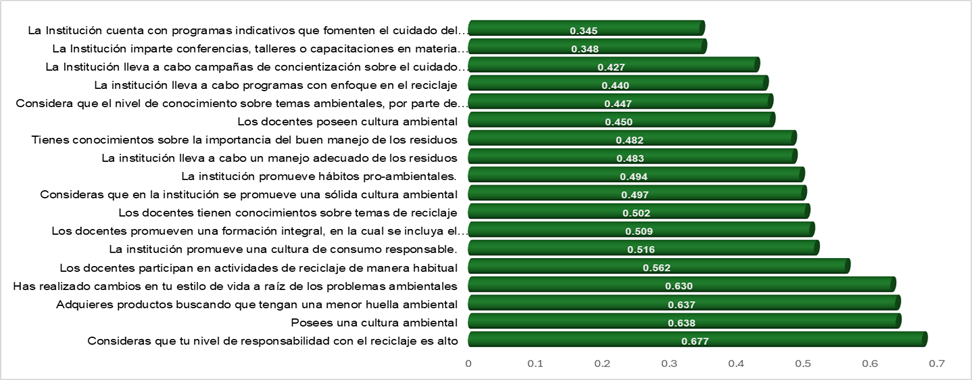 La Institución cuenta con programas indicativos que fomenten el cuidado del… 0.345
La Institución imparte conferencias, talleres o capacitaciones en materia… 0.348
La Institución lleva a cabo campañas de concientización sobre el cuidado… 0.427
La institución lleva a cabo programas con enfoque en el reciclaje 0.440
Considera que el nivel de conocimiento sobre temas ambientales, por parte de… 0.447
Los docentes poseen cultura ambiental 0.450
Tienes conocimientos sobre la importancia del buen manejo de los residuos 0.482
La institución lleva a cabo un manejo adecuado de los residuos 0.483
La institución promueve hábitos pro-ambientales. 0.494
Consideras que en la institución se promueve una sólida cultura ambiental 0.497
Los docentes tienen conocimientos sobre temas de reciclaje 0.502
Los docentes promueven una formación integral, en la cual se incluya el… 0.509
La institución promueve una cultura de consumo responsable. 0.516
Los docentes participan en actividades de reciclaje de manera habitual 0.562
Has realizado cambios en tu estilo de vida a raíz de los problemas ambientales 0.630
Adquieres productos buscando que tengan una menor huella ambiental 0.637
Posees una cultura ambiental 0.638
Consideras que tu nivel de responsabilidad con el reciclaje es alto 0.677
0 0.1 0.2 0.3 0.4 0.5 0.6 0.7